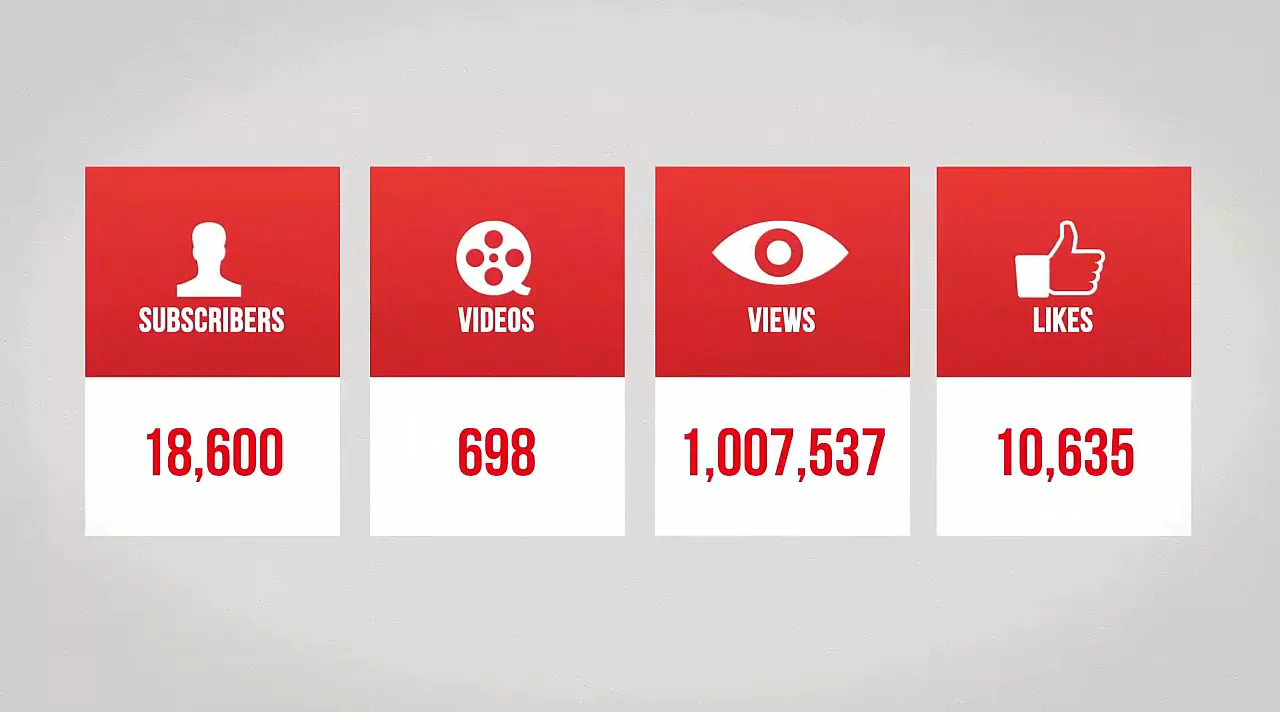 SUBSCRIBERS
18,600
VIDEOS
698
VIEWS
1,007,537
LIKES
10,635